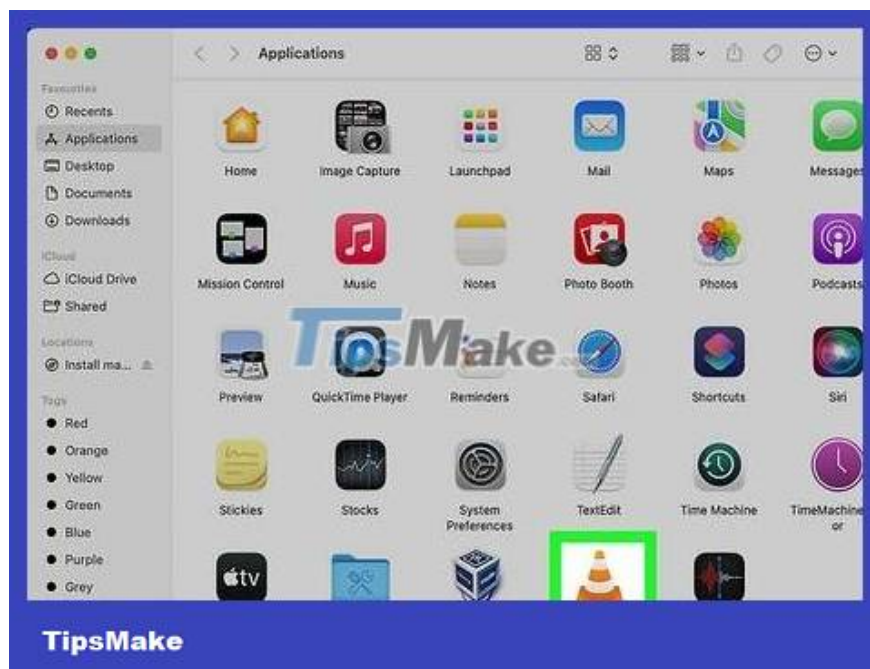 Applications
Favourites
Recents
Applications
Desktop
Documents
Downloads
iCloud
iCloud Drive
Shared
Locations
Install ma...
Tags
Red
Orange
Yellow
Green
Blue
Purple
Grey
Home
Image Capture
Launchpad
Mail
Maps
Messages
Mission Control
Music
Notes
Photo Booth
Photos
Podcasts
TipsMake.com
Preview
QuickTime Player
Reminders
Safari
Shortcuts
Siri
Stickies
Stocks
System
Preferences
TextEdit
Time Machine
TimeMachine
or
tv
TipsMake